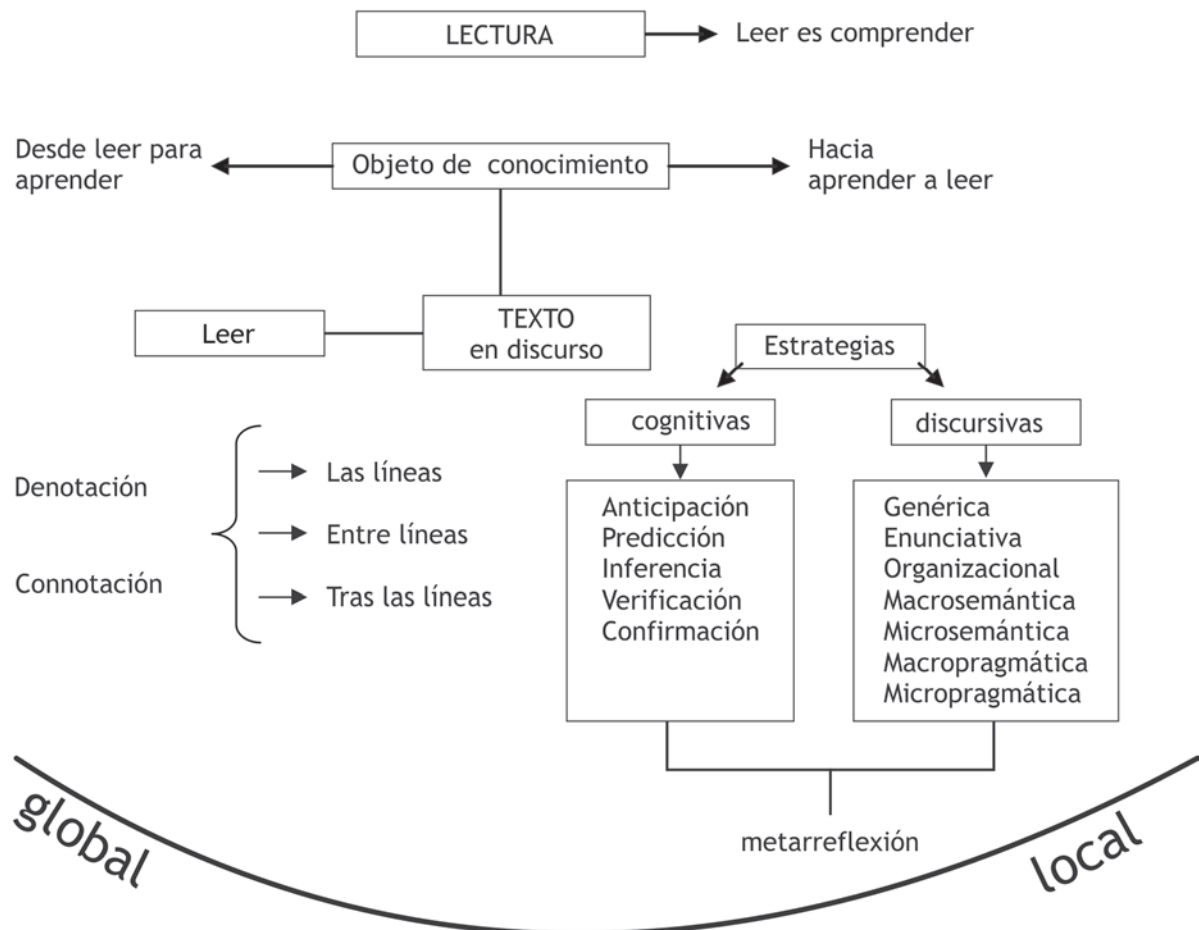 LECTURA
Leer es comprender
Desde leer para
aprender
Objeto de conocimiento
Hacia
aprender a leer
Leer
TEXTO
en discurso
Estrategias
cognitivas
discursivas
Denotación
Connotación
Las líneas
Entre líneas
Tras las líneas
Anticipación
Predicción
Inferencia
Verificación
Confirmación
Genérica
Enunciativa
Organizacional
Macrosemántica
Microsemántica
Macropragmática
Micropragmática
metarreflexión
global
local